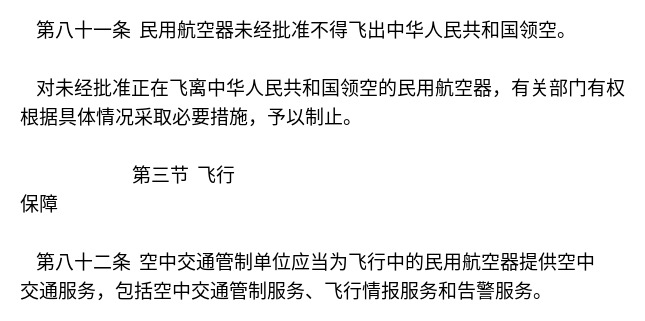 第八十一条 民用航空器未经批准不得飞出中华人民共和国领空。
对未经批准正在飞离中华人民共和国领空的民用航空器，有关部门有权
根据具体情况采取必要措施，予以制止。
第三节 飞行
保障
第八十二条 空中交通管制单位应当为飞行中的民用航空器提供空中
交通服务，包括空中交通管制服务、飞行情报服务和告警服务。